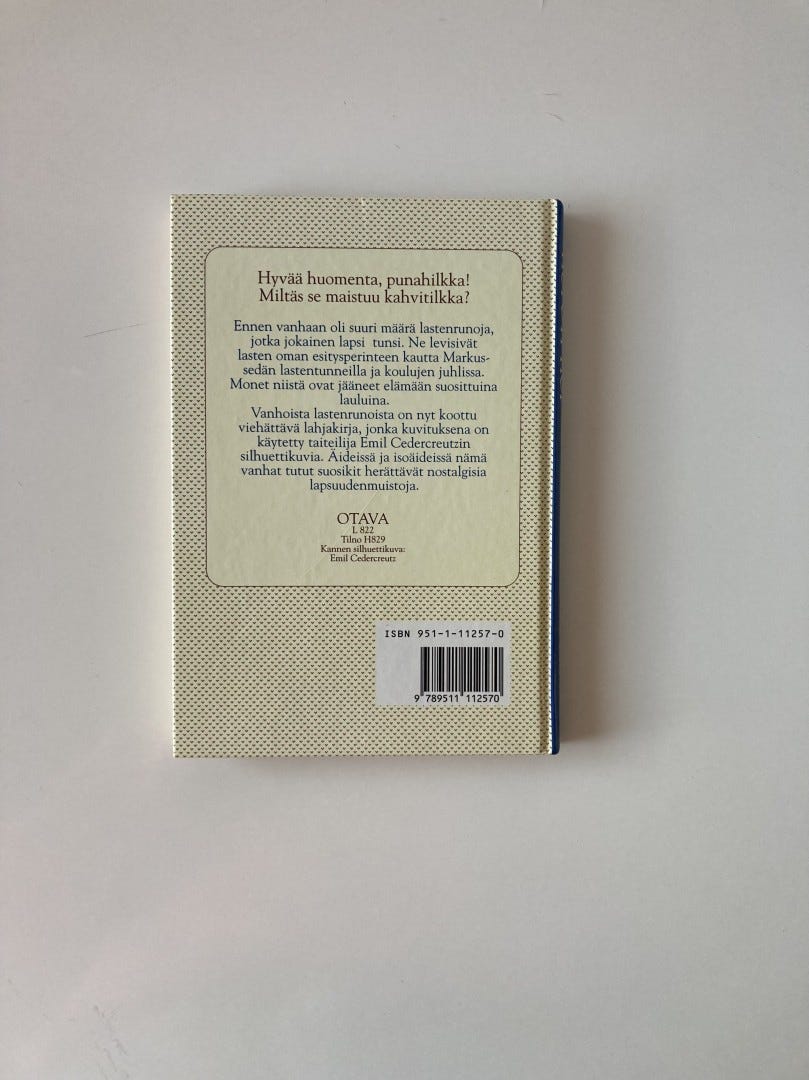 Hyvää huomenta, punahilkka!
Miltäs se maistuu kahvitilkka?
Ennen vanhaan oli suuri määrä lastenrunoja,
jotka jokainen lapsi tunsi. Ne levisivät
lasten oman esitysperinteen kautta Markus-
sedän lastentunneilla ja koulujen juhlissa.
Monet niistä ovat jääneet elämään suosittuina
lauluina.
Vanhoista lastenrunoista on nyt koottu
viehättävä lahjakirja, jonka kuvituksena on
käytetty taiteilija Emil Cedercreutzin
silhuettikuvia. Äideissä ja isoäideissä nämä
vanhat tutut suosikit herättävät nostalgisia
lapsuudenmuistoja.
OTAVA
L 822
Tilno H829
Kannen silhuettikuva:
Emil Cedercreutz
ISBN 951-1-11257-0
9 789511 112570